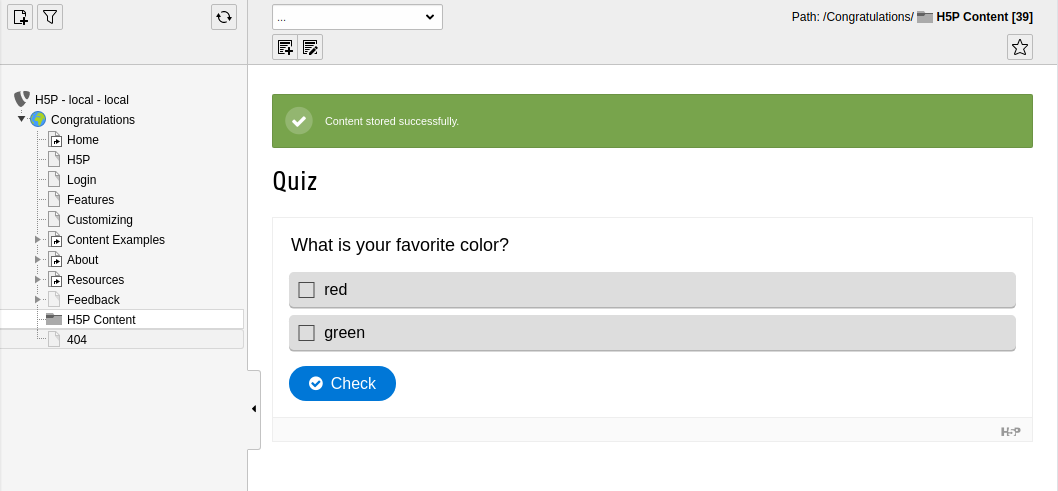 ...
Path: /Congratulations/ H5P Content [39]
H5P - local - local
Congratulations
Home
H5P
Login
Features
Customizing
Content Examples
About
Resources
Feedback
H5P Content
404
Content stored successfully.
Quiz
What is your favorite color?
red
green
Check
H5P